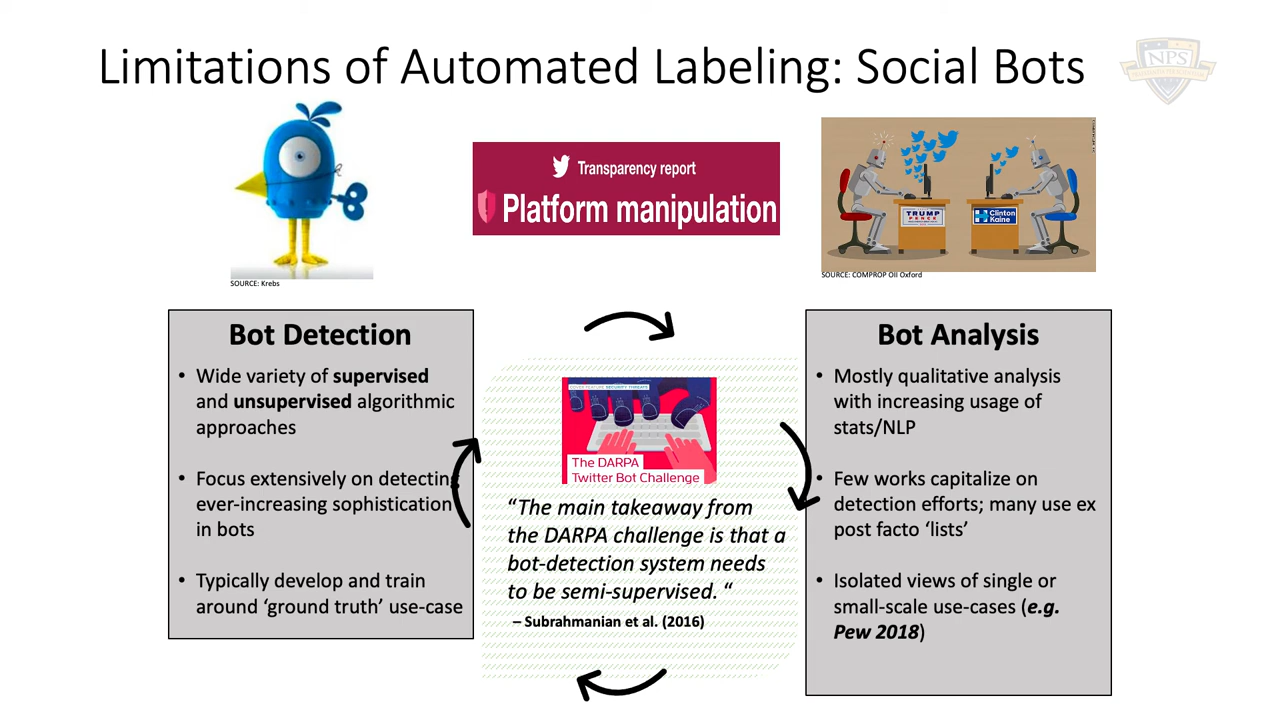 Limitations of Automated Labeling: Social Bots
NPS
SOURCE: Krebs
Transparency report
Platform manipulation
TRUMP
PENCE
Clinton
Kaine
SOURCE: COMPROP OII Oxford
Bot Detection
• Wide variety of supervised
and unsupervised algorithmic
approaches
• Focus extensively on detecting
ever-increasing sophistication
in bots
• Typically develop and train
around ‘ground truth’ use-case
COVER FEATURE SECURITY THREATS
The DARPA
Twitter Bot Challenge
“The main takeaway from
the DARPA challenge is that a
bot-detection system needs
to be semi-supervised. “
– Subrahmanian et al. (2016)
Bot Analysis
• Mostly qualitative analysis
with increasing usage of
stats/NLP
• Few works capitalize on
detection efforts; many use ex
post facto ‘lists’
• Isolated views of single or
small-scale use-cases (e.g.
Pew 2018)